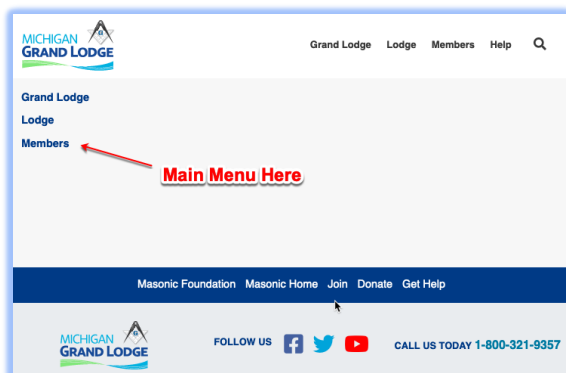 MICHIGAN
GRAND LODGE
Grand Lodge Lodge Members Help
Grand Lodge
Lodge
Members
Main Menu Here
Masonic Foundation Masonic Home Join Donate Get Help
MICHIGAN
GRAND LODGE
FOLLOW US
CALL US TODAY 1-800-321-9357